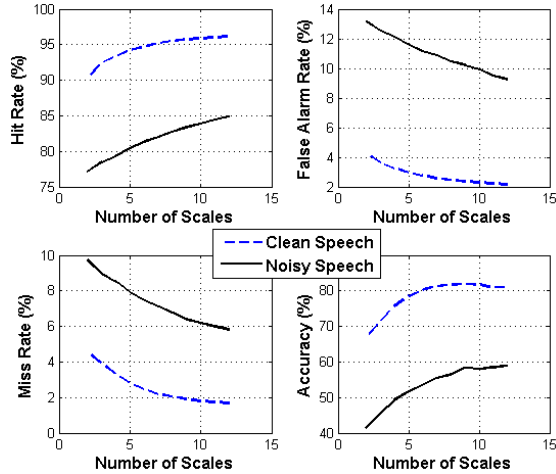 Hit Rate (%)
100
95
90
85
80
75
0 5 10 15
Number of Scales
False Alarm Rate (%)
14
12
10
8
6
4
2
0 5 10 15
Number of Scales
Clean Speech
Noisy Speech
Miss Rate (%)
10
8
6
4
2
0
0 5 10 15
Number of Scales
Accuracy (%)
80
70
60
50
40
0 5 10 15
Number of Scales